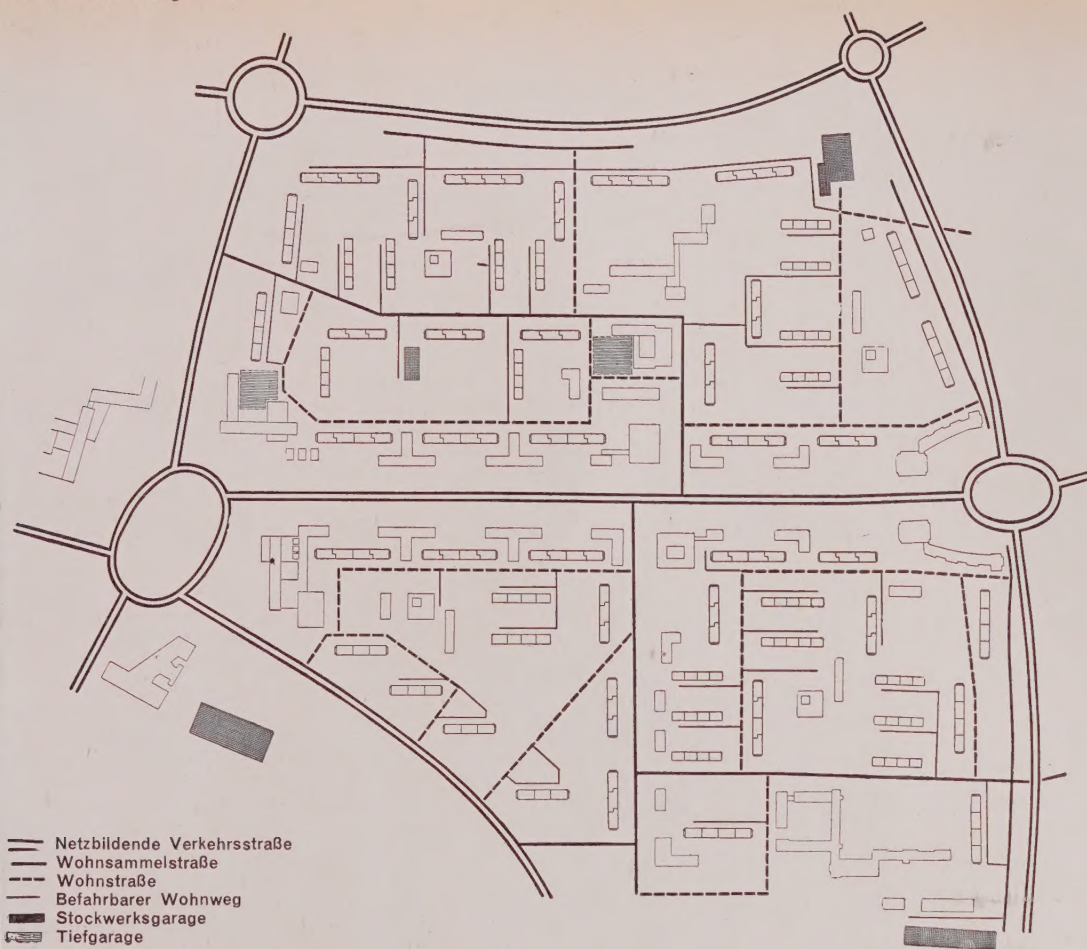 Netzbildende Verkehrsstraße
Wohnsammelstraße
Wohnstraße
Befahrbarer Wohnweg
Stockwerksgarage
Tiefgarage